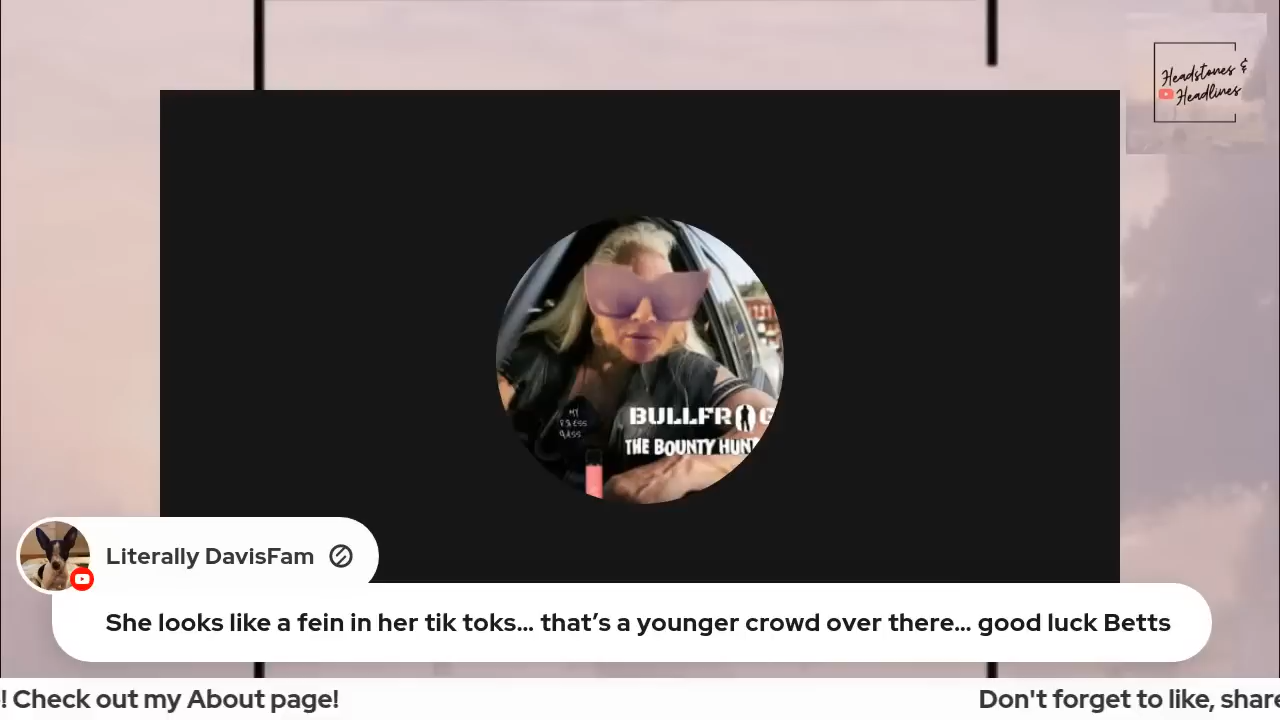 Headstones &
Headlines
MY
BULLFR G
THE BOUNTY HUN
Literally DavisFam
She looks like a fein in her tik toks... that's a younger crowd over there... good luck Betts
! Check out my About page!
Don't forget to like, share